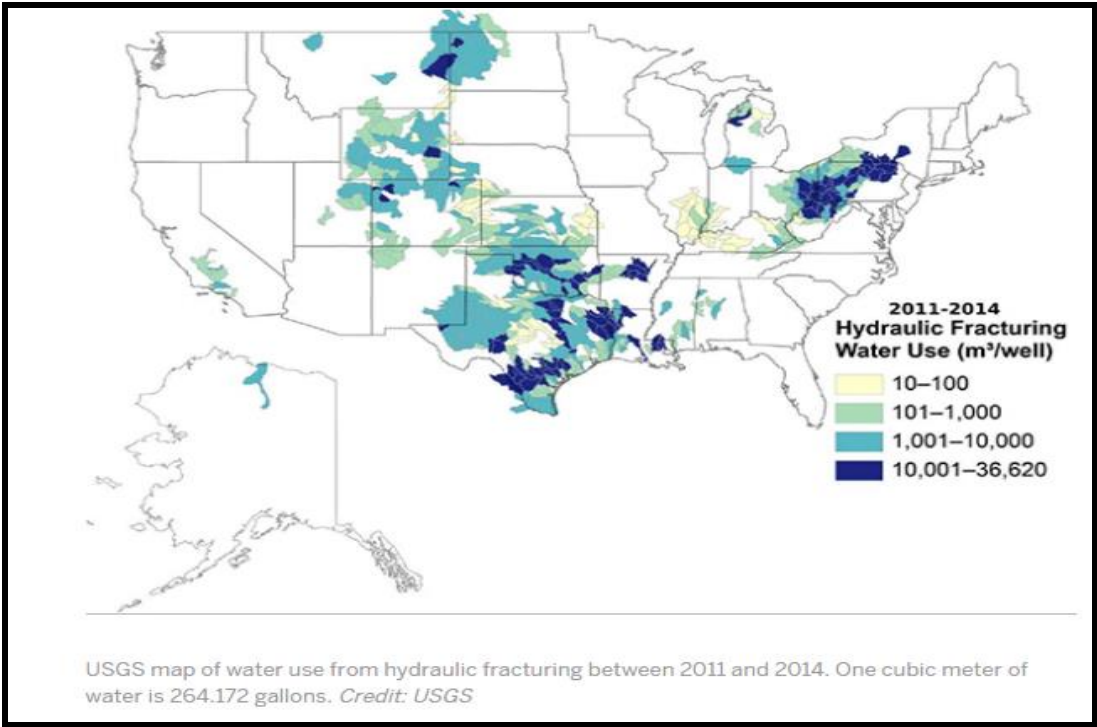 2011-2014
Hydraulic Fracturing
Water Use (m³/well)
10–100
101–1,000
1,001–10,000
10,001–36,620
USGS map of water use from hydraulic fracturing between 2011 and 2014. One cubic meter of
water is 264.172 gallons. Credit: USGS